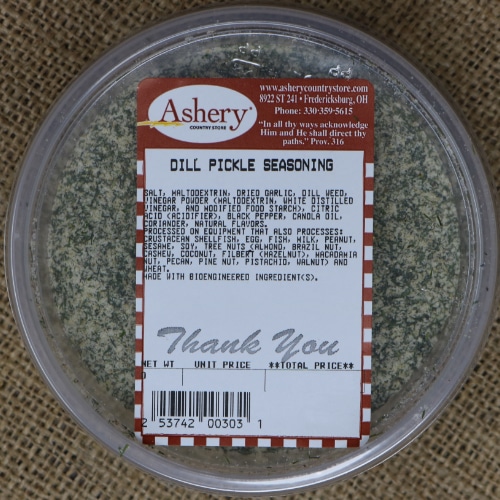 www.asherycountrystore.com
8922 ST 241 • Fredericksburg, OH
Phone: 330-359-5615
Ashery
COUNTRY STORE
"In all thy ways acknowledge
Him and He shall direct thy
paths." Prov. 316
DILL PICKLE SEASONING
SALT, MALTODEXTRIN, DRIED GARLIC, DILL WEED,
VINEGAR POWDER (MALTODEXTRIN, WHITE DISTILLED
VINEGAR, AND MODIFIED FOOD STARCH), CITRIC
ACID (ACIDIFIER), BLACK PEPPER, CANOLA OIL,
CORIANDER, NATURAL FLAVORS.
PROCESSED ON EQUIPMENT THAT ALSO PROCESSES:
CRUSTACEAN SHELLFISH, EGG, FISH, MILK, PEANUT,
SESAME, SOY, TREE NUTS (ALMOND, BRAZIL NUT,
CASHEW, COCONUT, FILBERT (HAZELNUT), MACADAMIA
NUT, PECAN, PINE NUT, PISTACHIO, WALNUT) AND
WHEAT.
MADE WITH BIOENGINEERED INGREDIENT(S).
Thank You
NET WT UNIT PRICE **TOTAL PRICE**
2 53742 00303 1